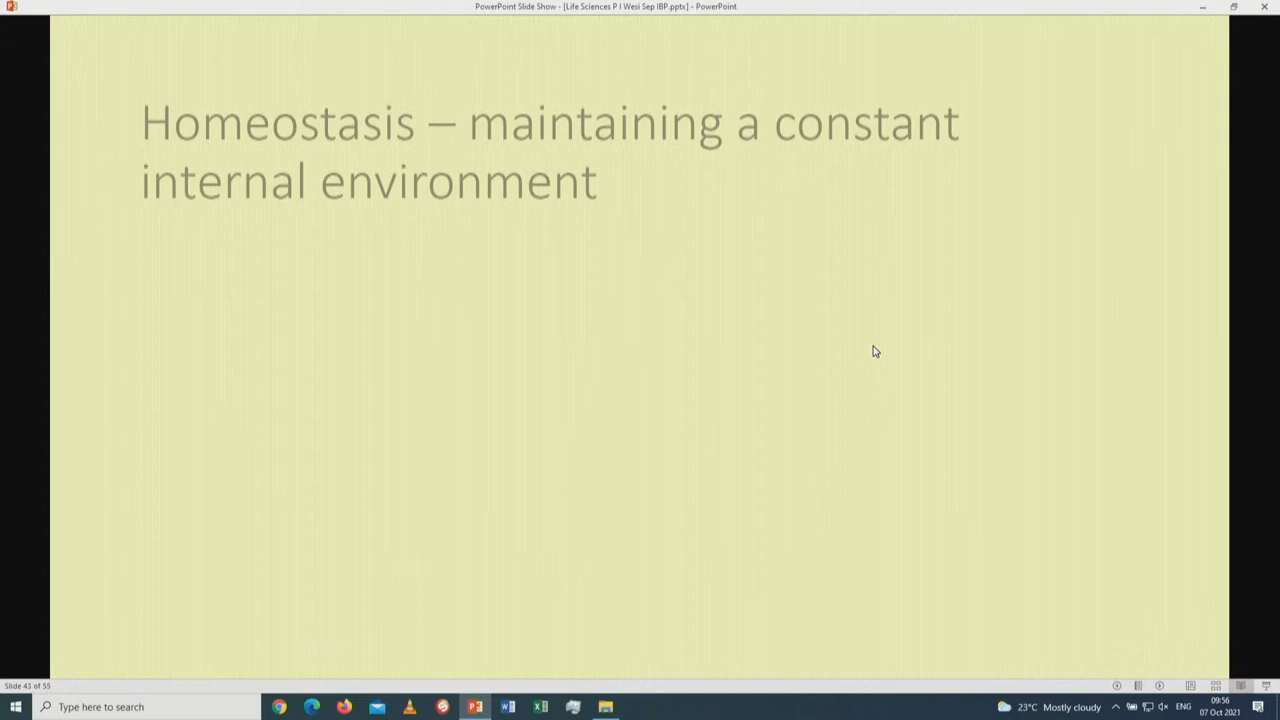 PowerPoint Slide Show - [Life Sciences P I Wesi Sep IBP.pptx] - PowerPoint
Homeostasis – maintaining a constant
internal environment
Slide 43 of 55
Type here to search
23°C Mostly cloudy
ENG
09:56
07 Oct 2021